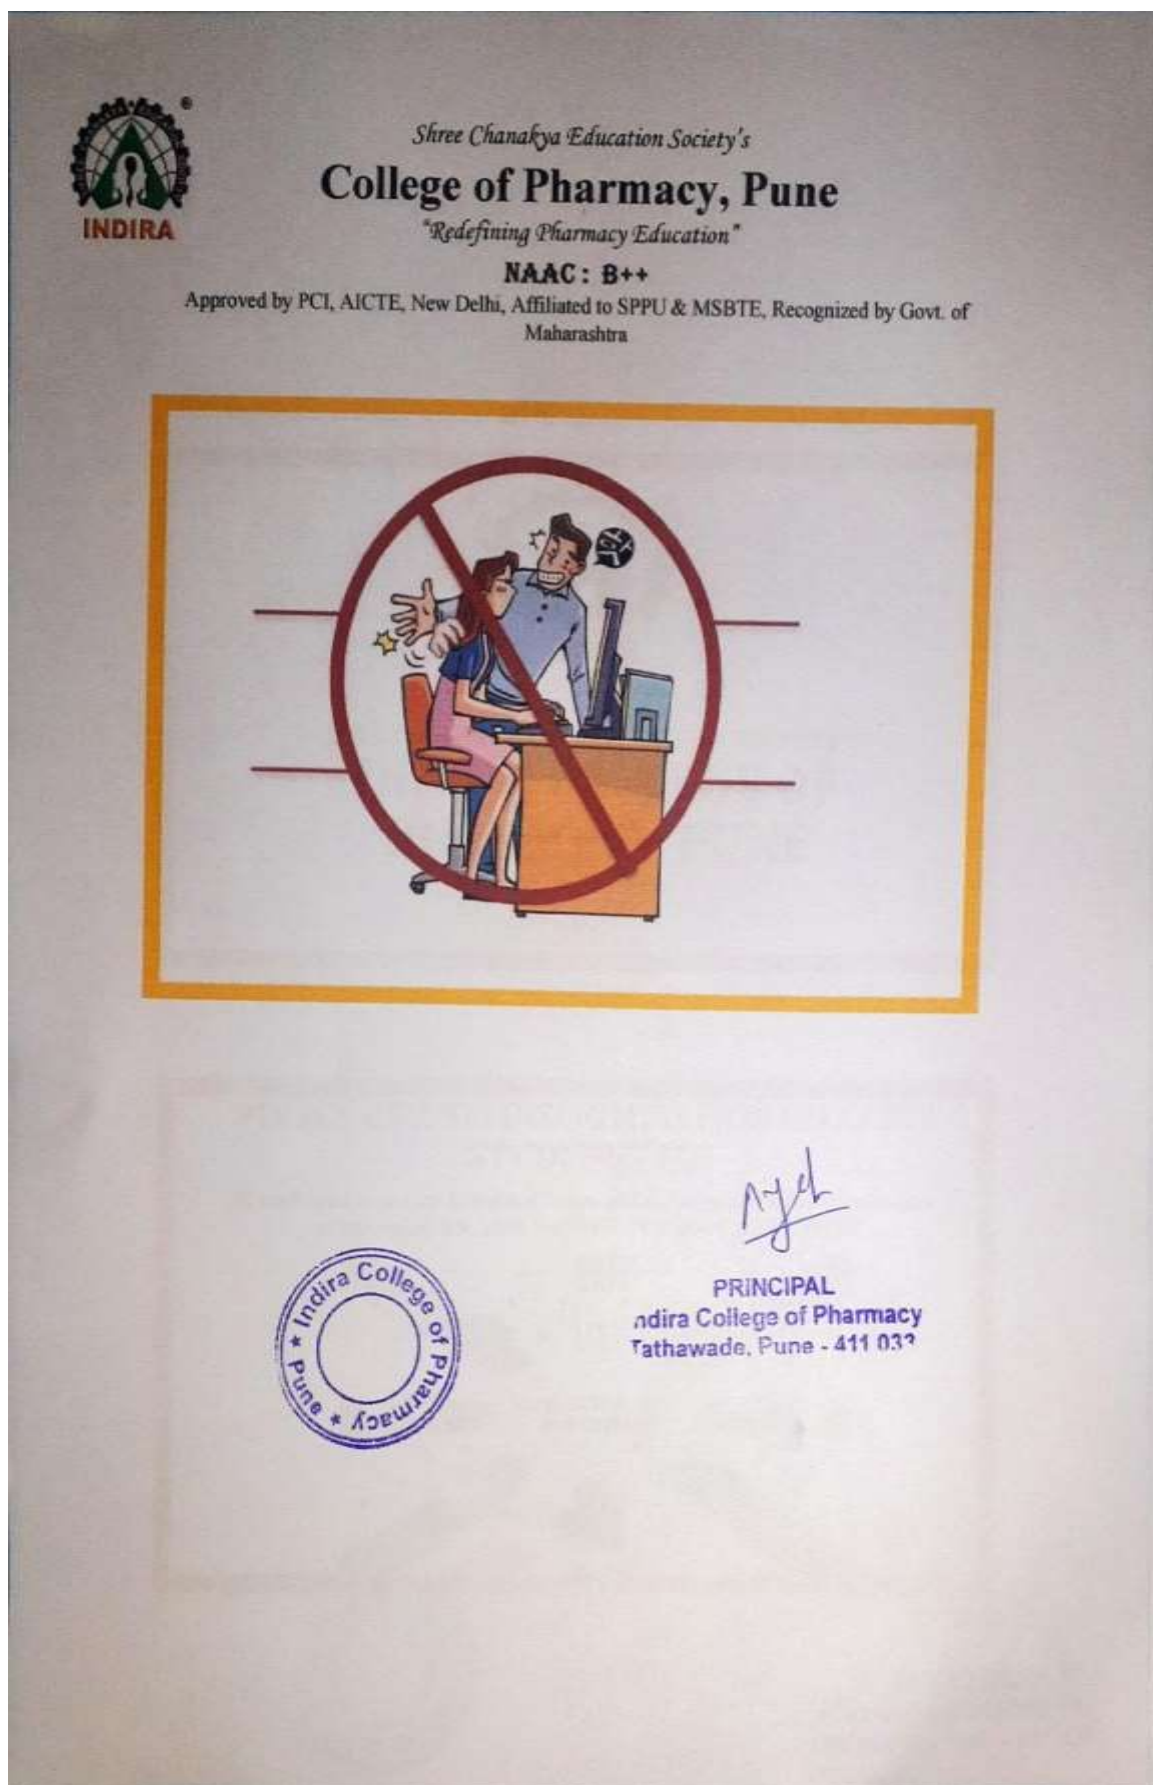 ®
INDIRA
Shree Chanakya Education Society's
College of Pharmacy, Pune
"Redefining Pharmacy Education"
NAAC : B++
Approved by PCI, AICTE, New Delhi, Affiliated to SPPU & MSBTE, Recognized by Govt. of
Maharashtra
PRINCIPAL
ndira College of Pharmacy
Tathawade, Pune - 411 033
Indira College of Pharmacy ★ Pune ★